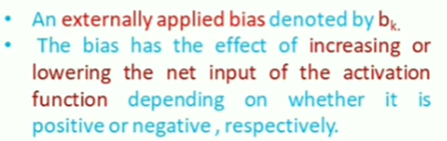 • An externally applied bias denoted by bk.
• The bias has the effect of increasing or
lowering the net input of the activation
function depending on whether it is
positive or negative , respectively.